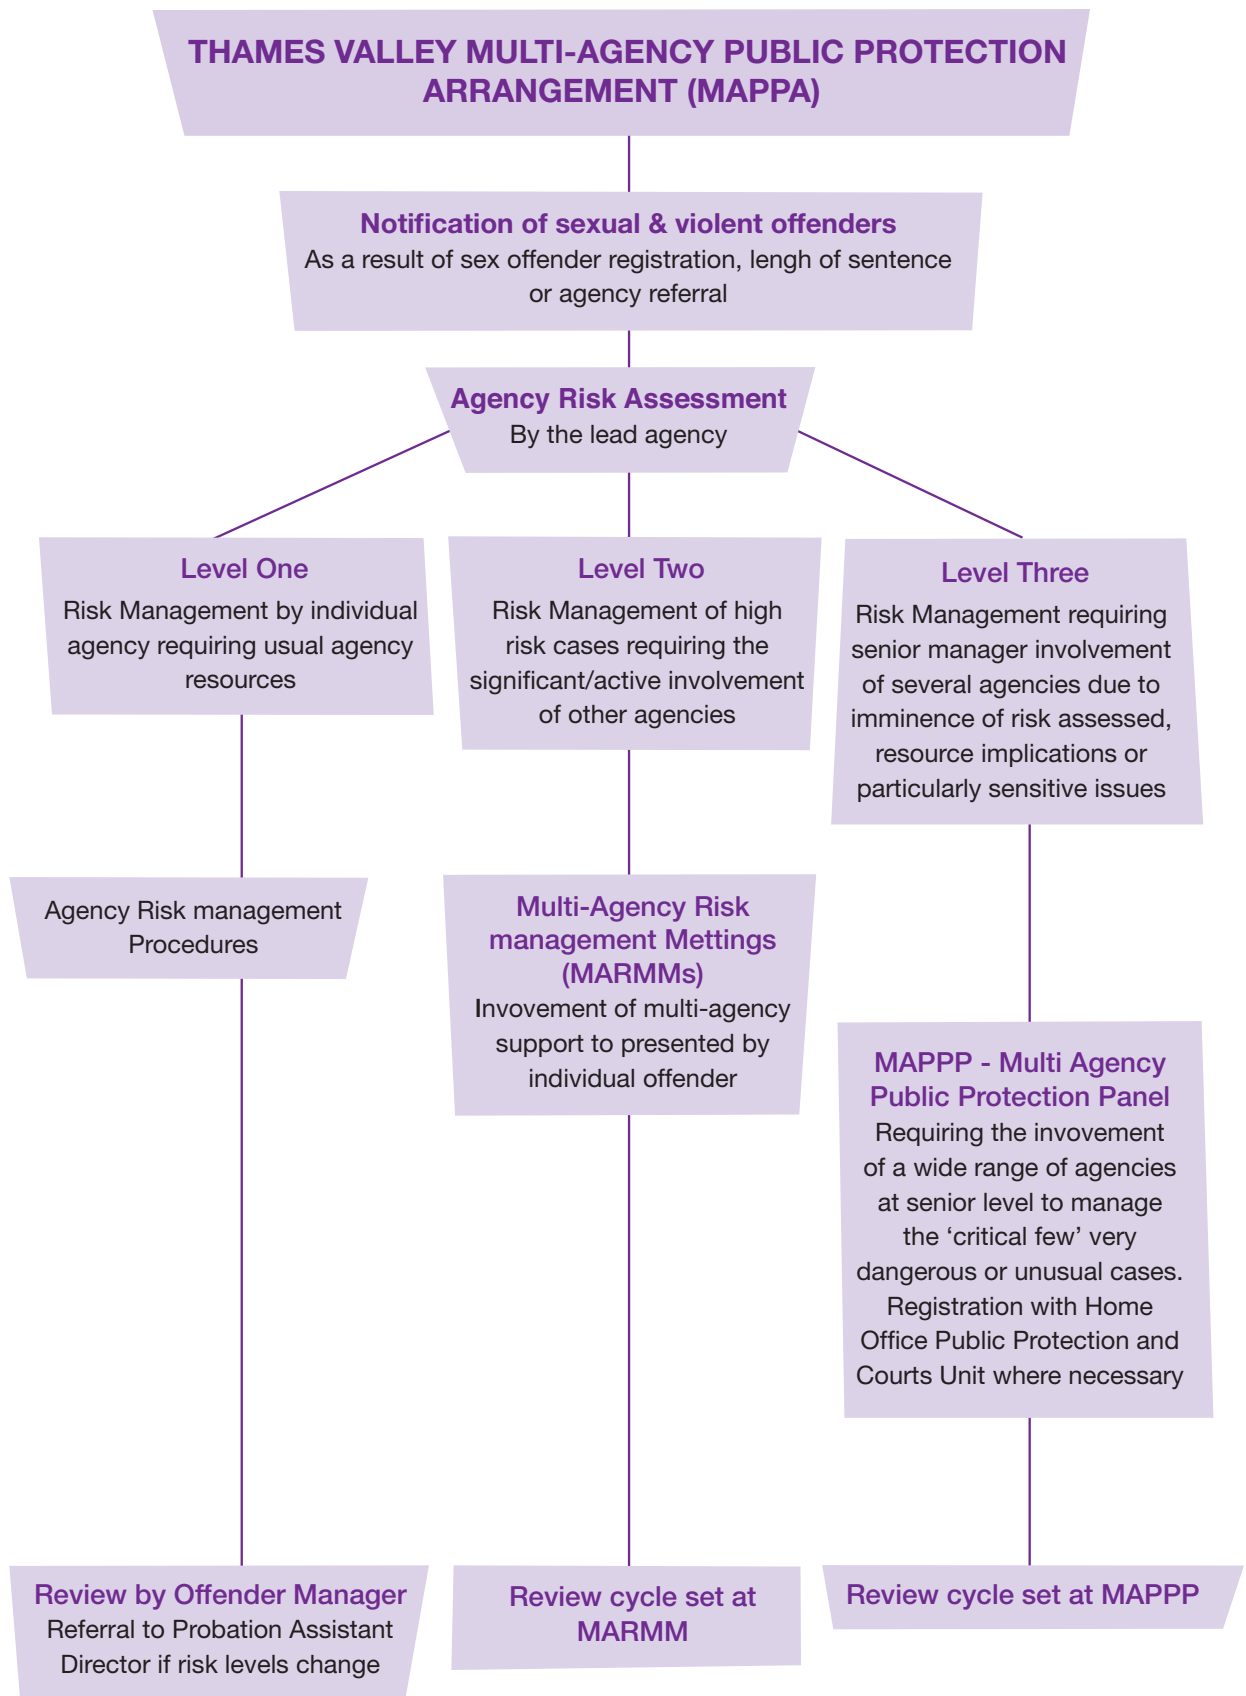 THAMES VALLEY MULTI-AGENCY PUBLIC PROTECTION
ARRANGEMENT (MAPPA)
Notification of sexual & violent offenders
As a result of sex offender registration, lengh of sentence
or agency referral
Agency Risk Assessment
By the lead agency
Level One
Risk Management by individual
agency requiring usual agency
resources
Level Two
Risk Management of high
risk cases requiring the
significant/active involvement
of other agencies
Level Three
Risk Management requiring
senior manager involvement
of several agencies due to
imminence of risk assessed,
resource implications or
particularly sensitive issues
Agency Risk management
Procedures
Multi-Agency Risk
management Mettings
(MARMMs)
Invovement of multi-agency
support to presented by
individual offender
MAPPP - Multi Agency
Public Protection Panel
Requiring the invovement
of a wide range of agencies
at senior level to manage
the ‘critical few’ very
dangerous or unusual cases.
Registration with Home
Office Public Protection and
Courts Unit where necessary
Review by Offender Manager
Referral to Probation Assistant
Director if risk levels change
Review cycle set at
MARMM
Review cycle set at MAPPP